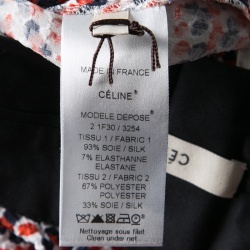 MADE IN FRANCE
CÉLINE®
MODELE DEPOSE®
2 1F30 / 3254
TISSU 1 / FABRIC 1
93% SOIE / SILK
7% ELASTHANNE
ELASTANE
TISSU 2 / FABRIC 2
67% POLYESTER
POLYESTER
33% SOIE / SILK
Nettoyage sous filet
Clean under net
CÉ